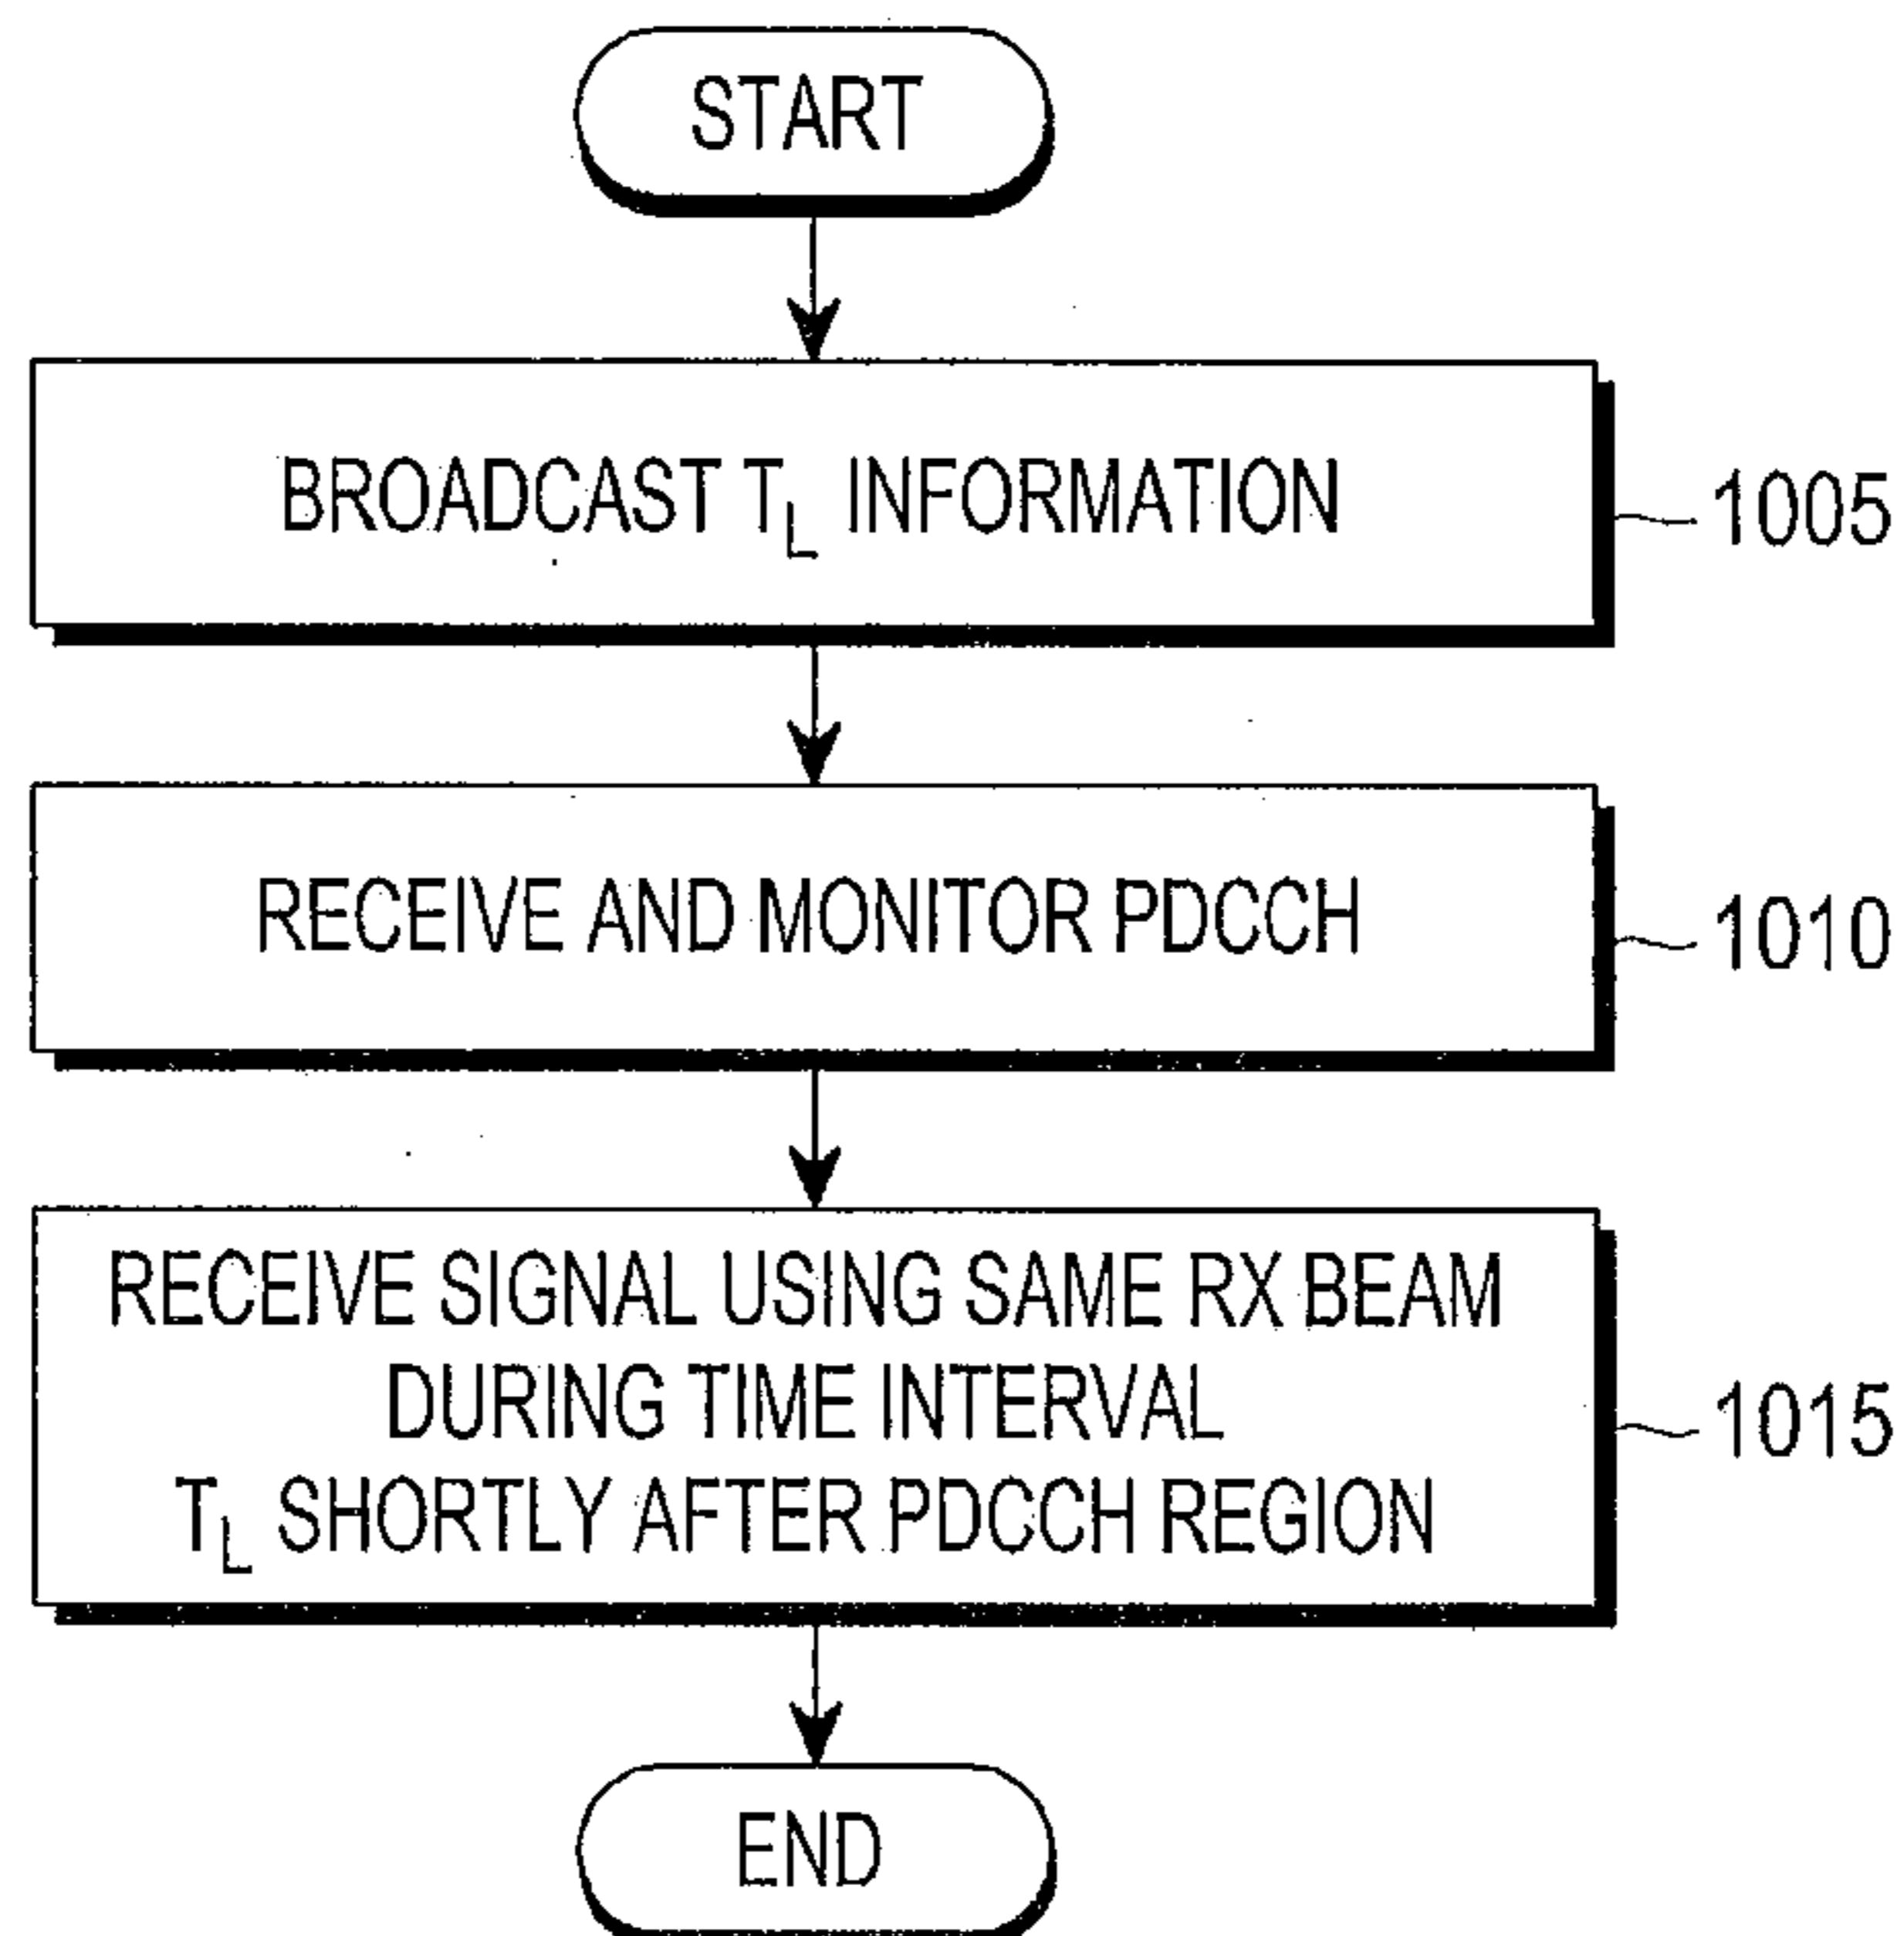 START
BROADCAST T_L INFORMATION
1005
RECEIVE AND MONITOR PDCCH
1010
RECEIVE SIGNAL USING SAME RX BEAM
DURING TIME INTERVAL
T_L SHORTLY AFTER PDCCH REGION
1015
END